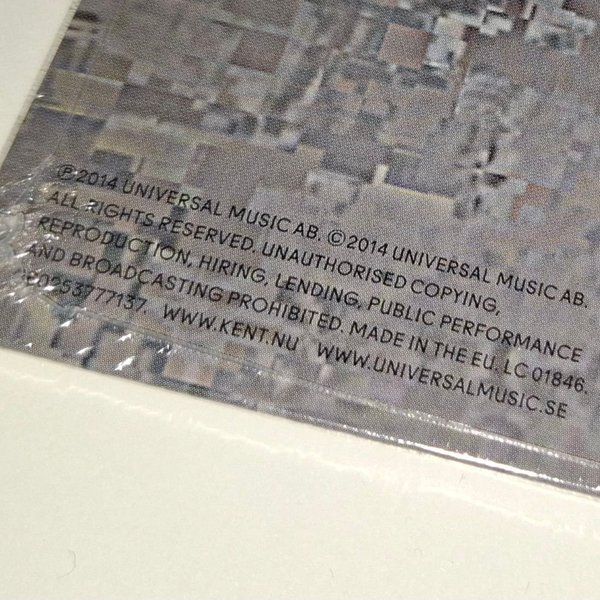 ℗ 2014 UNIVERSAL MUSIC AB. © 2014 UNIVERSAL MUSIC AB.
ALL RIGHTS RESERVED. UNAUTHORISED COPYING,
REPRODUCTION, HIRING, LENDING, PUBLIC PERFORMANCE
AND BROADCASTING PROHIBITED. MADE IN THE EU. LC 01846.
WWW.KENT.NU WWW.UNIVERSALMUSIC.SE